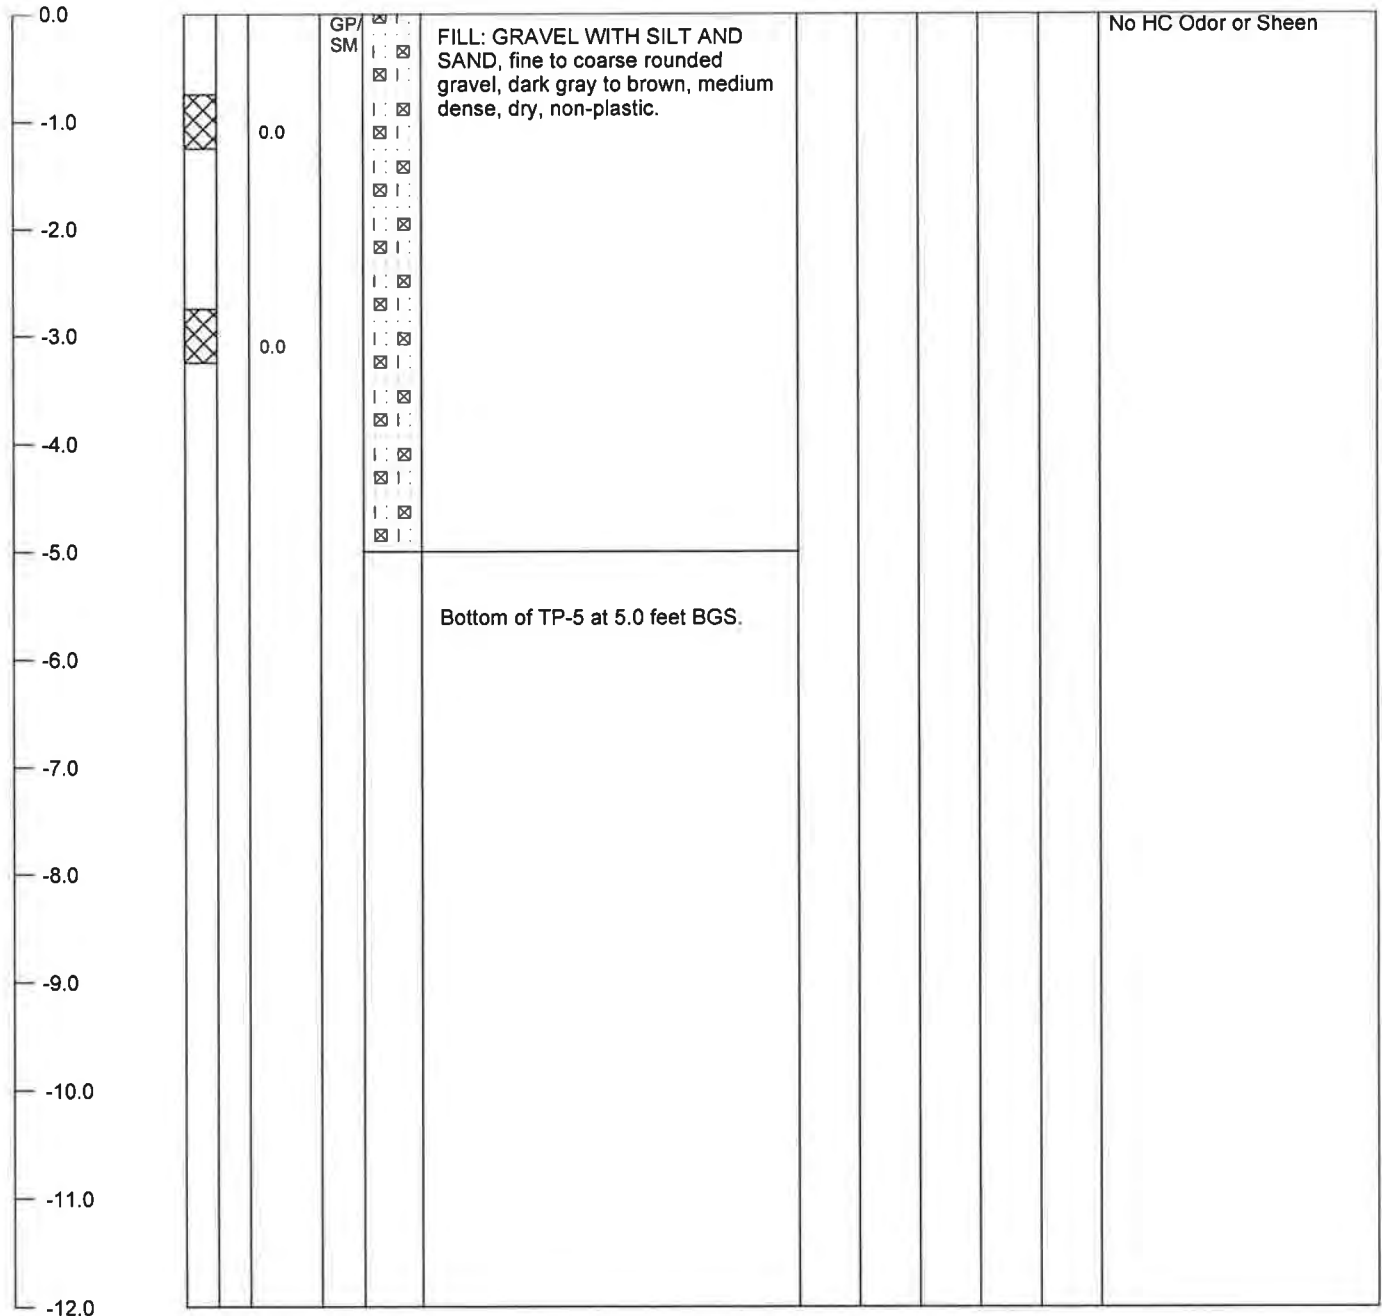 0.0
GP/
SM
FILL: GRAVEL WITH SILT AND
SAND, fine to coarse rounded
gravel, dark gray to brown, medium
dense, dry, non-plastic.
No HC Odor or Sheen
-1.0
0.0
-2.0
-3.0
0.0
-4.0
-5.0
Bottom of TP-5 at 5.0 feet BGS.
-6.0
-7.0
-8.0
-9.0
-10.0
-11.0
-12.0